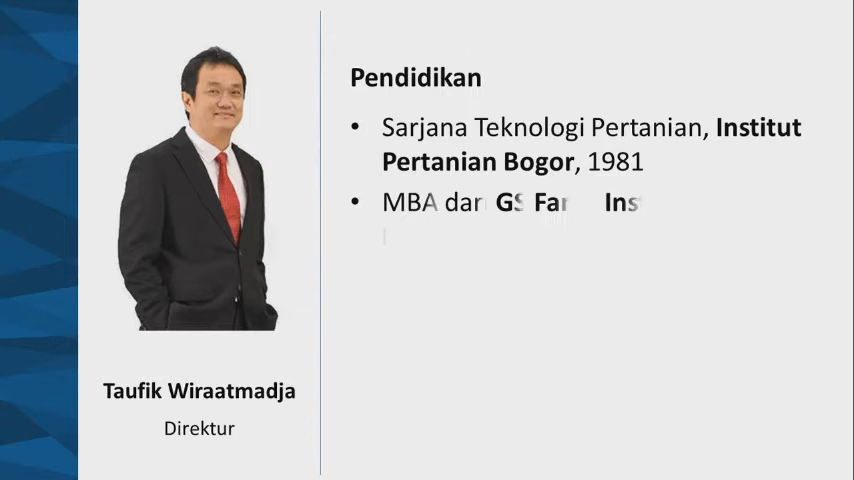 Pendidikan
• Sarjana Teknologi Pertanian, Institut
Pertanian Bogor, 1981
• MBA
Taufik Wiraatmadja
Direktur